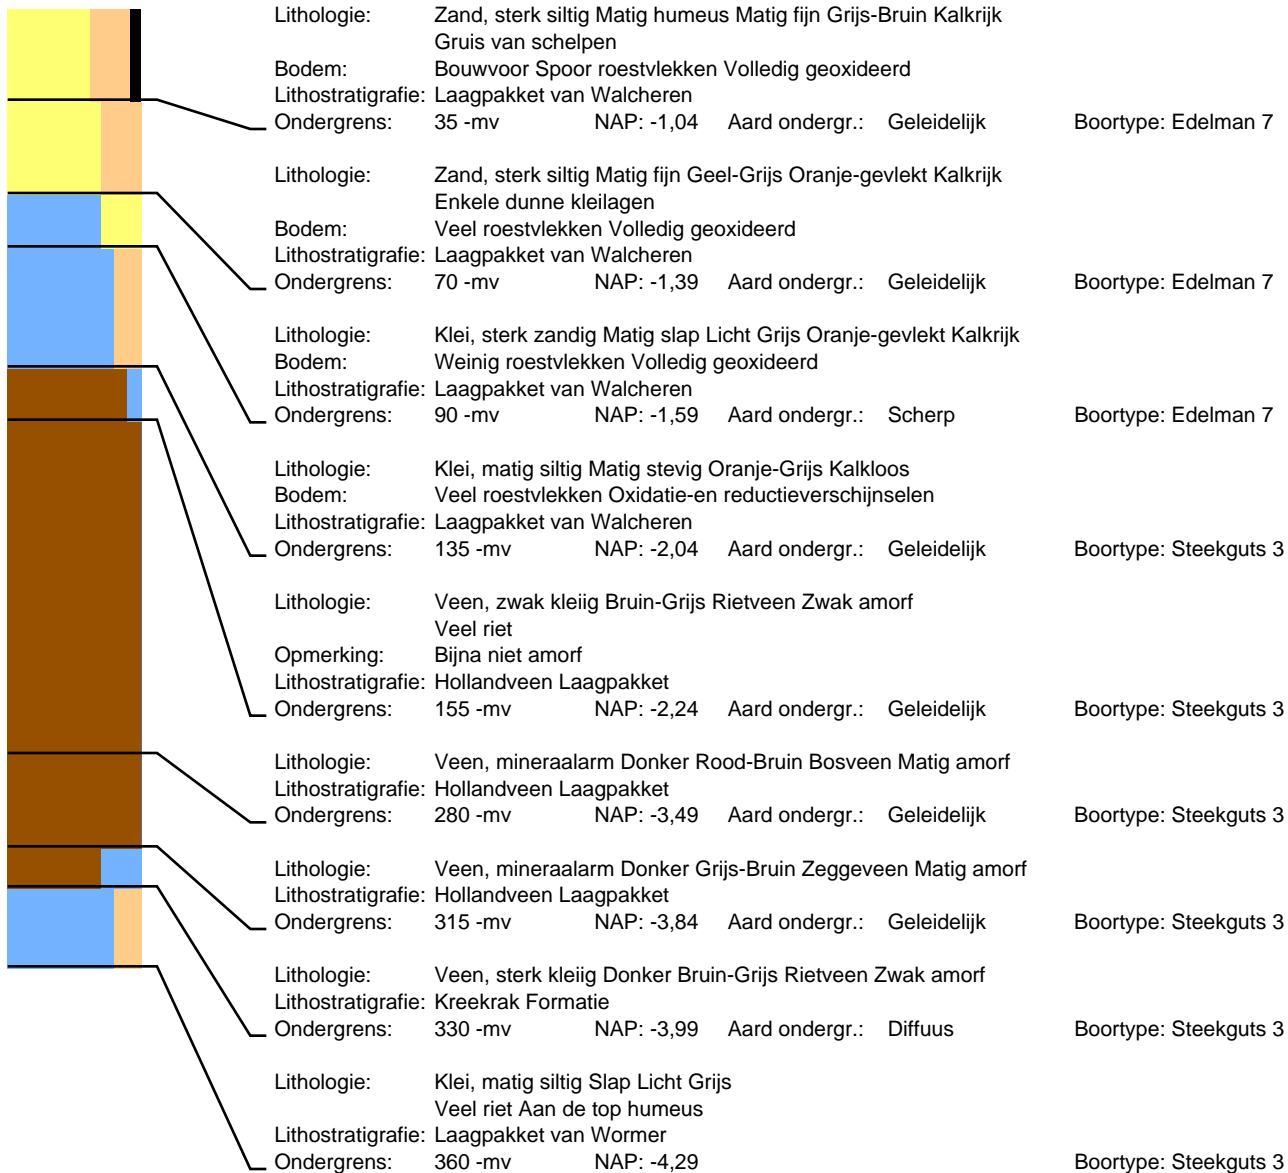 Lithologie: Zand, sterk siltig Matig humeus Matig fijn Grijs-Bruin Kalkrijk
Gruis van schelpen
Bodem: Bouwvoor Spoor roestvlekken Volledig geoxideerd
Lithostratigrafie: Laagpakket van Walcheren
Ondergrens: 35 -mv NAP: -1,04 Aard ondergr.: Geleidelijk Boortype: Edelman 7
Lithologie: Zand, sterk siltig Matig fijn Geel-Grijs Oranje-gevlekt Kalkrijk
Enkele dunne kleilagen
Bodem: Veel roestvlekken Volledig geoxideerd
Lithostratigrafie: Laagpakket van Walcheren
Ondergrens: 70 -mv NAP: -1,39 Aard ondergr.: Geleidelijk Boortype: Edelman 7
Lithologie: Klei, sterk zandig Matig slap Licht Grijs Oranje-gevlekt Kalkrijk
Bodem: Weinig roestvlekken Volledig geoxideerd
Lithostratigrafie: Laagpakket van Walcheren
Ondergrens: 90 -mv NAP: -1,59 Aard ondergr.: Scherp Boortype: Edelman 7
Lithologie: Klei, matig siltig Matig stevig Oranje-Grijs Kalkloos
Bodem: Veel roestvlekken Oxidatie-en reductieverschijnselen
Lithostratigrafie: Laagpakket van Walcheren
Ondergrens: 135 -mv NAP: -2,04 Aard ondergr.: Geleidelijk Boortype: Steekguts 3
Lithologie: Veen, zwak kleiig Bruin-Grijs Rietveen Zwak amorf
Veel riet
Opmerking: Bijna niet amorf
Lithostratigrafie: Hollandveen Laagpakket
Ondergrens: 155 -mv NAP: -2,24 Aard ondergr.: Geleidelijk Boortype: Steekguts 3
Lithologie: Veen, mineraalarm Donker Rood-Bruin Bosveen Matig amorf
Lithostratigrafie: Hollandveen Laagpakket
Ondergrens: 280 -mv NAP: -3,49 Aard ondergr.: Geleidelijk Boortype: Steekguts 3
Lithologie: Veen, mineraalarm Donker Grijs-Bruin Zeggeveen Matig amorf
Lithostratigrafie: Hollandveen Laagpakket
Ondergrens: 315 -mv NAP: -3,84 Aard ondergr.: Geleidelijk Boortype: Steekguts 3
Lithologie: Veen, sterk kleiig Donker Bruin-Grijs Rietveen Zwak amorf
Lithostratigrafie: Kreekrak Formatie
Ondergrens: 330 -mv NAP: -3,99 Aard ondergr.: Diffuus Boortype: Steekguts 3
Lithologie: Klei, matig siltig Slap Licht Grijs
Veel riet Aan de top humeus
Lithostratigrafie: Laagpakket van Wormer
Ondergrens: 360 -mv NAP: -4,29 Boortype: Steekguts 3